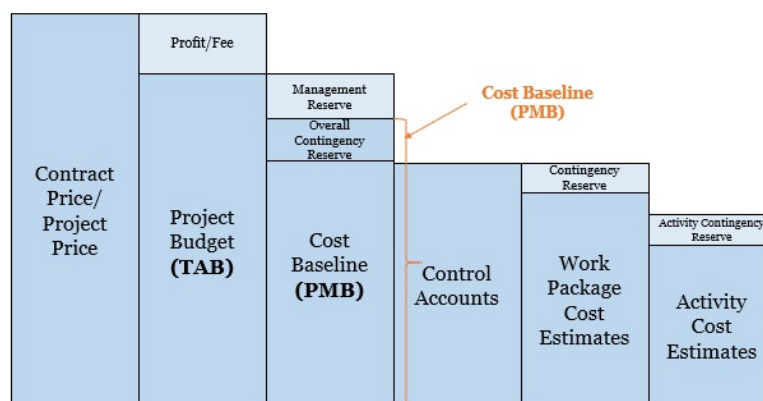 Profit/Fee
Contract
Price/
Project
Price
Project
Budget
(TAB)
Management
Reserve
Overall
Contingency
Reserve
Cost
Baseline
(PMB)
Cost Baseline
(PMB)
Control
Accounts
Contingency
Reserve
Work
Package
Cost
Estimates
Activity Contingency
Reserve
Activity
Cost
Estimates